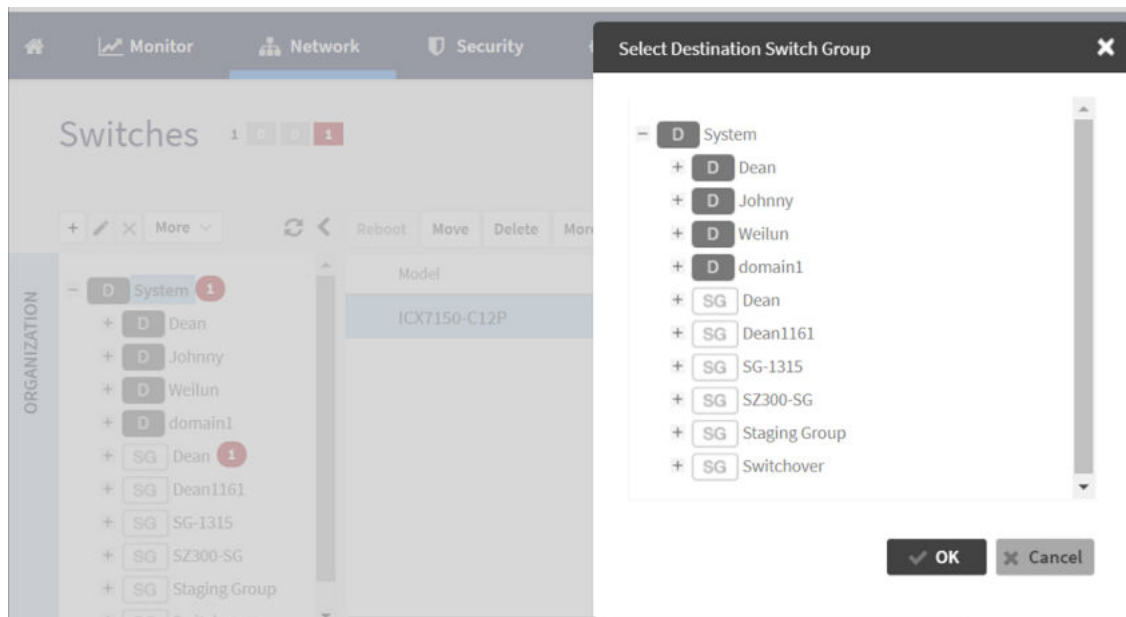 Monitor
Network
Security
Switches 1 0 0 1
More
Reboot Move Delete More
ORGANIZATION
D System 1
D Dean
D Johnny
D Weilun
D domain1
SG Dean 1
SG Dean1161
SG SG-1315
SG SZ300-SG
SG Staging Group
Model
ICX7150-C12P
Select Destination Switch Group
D System
D Dean
D Johnny
D Weilun
D domain1
SG Dean
SG Dean1161
SG SG-1315
SG SZ300-SG
SG Staging Group
SG Switchover
OK
Cancel